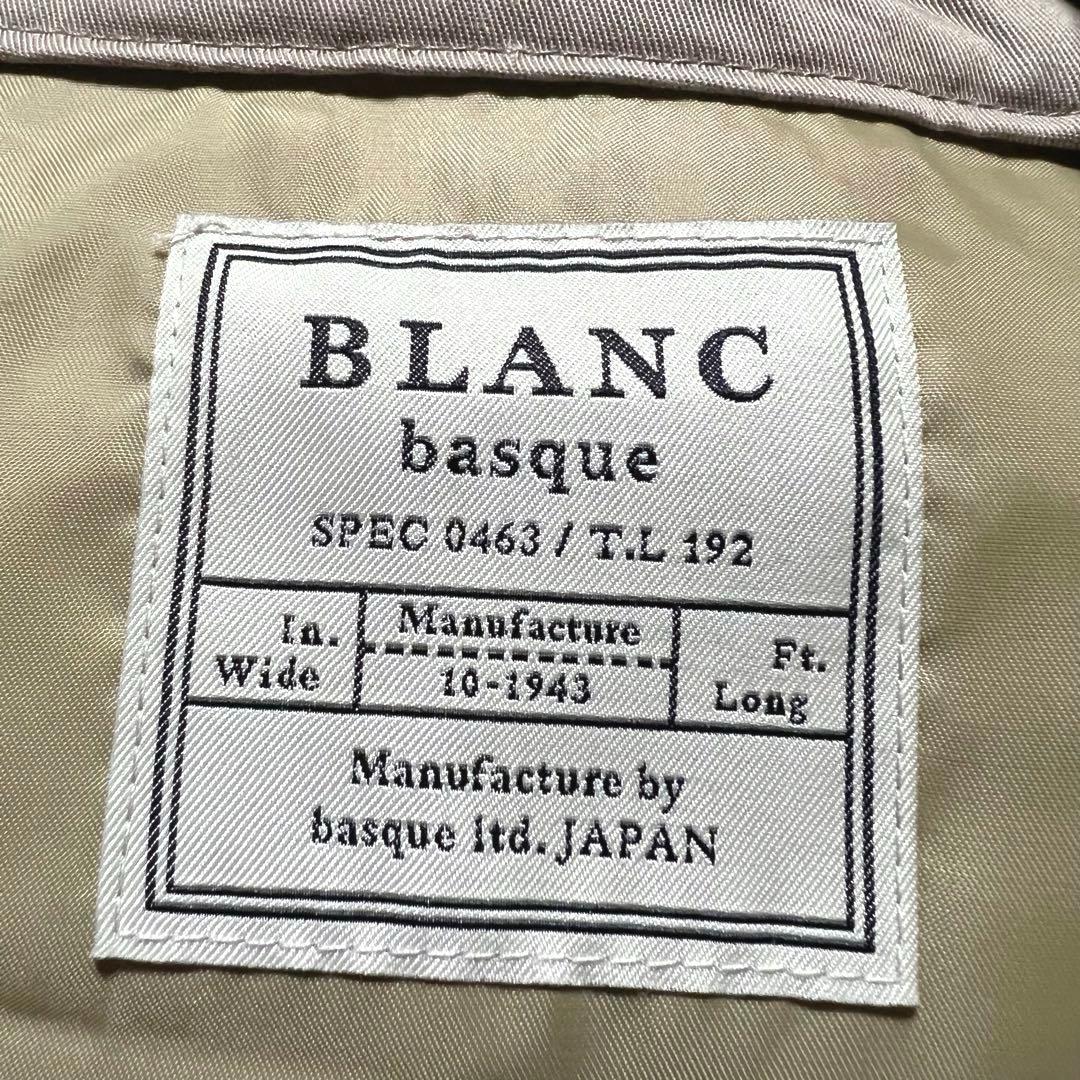 BLANC
basque
SPEC 0463 / T.L 192
In.
Wide
Manufacture
10-1943
Ft.
Long
Manufacture by
basque ltd. JAPAN